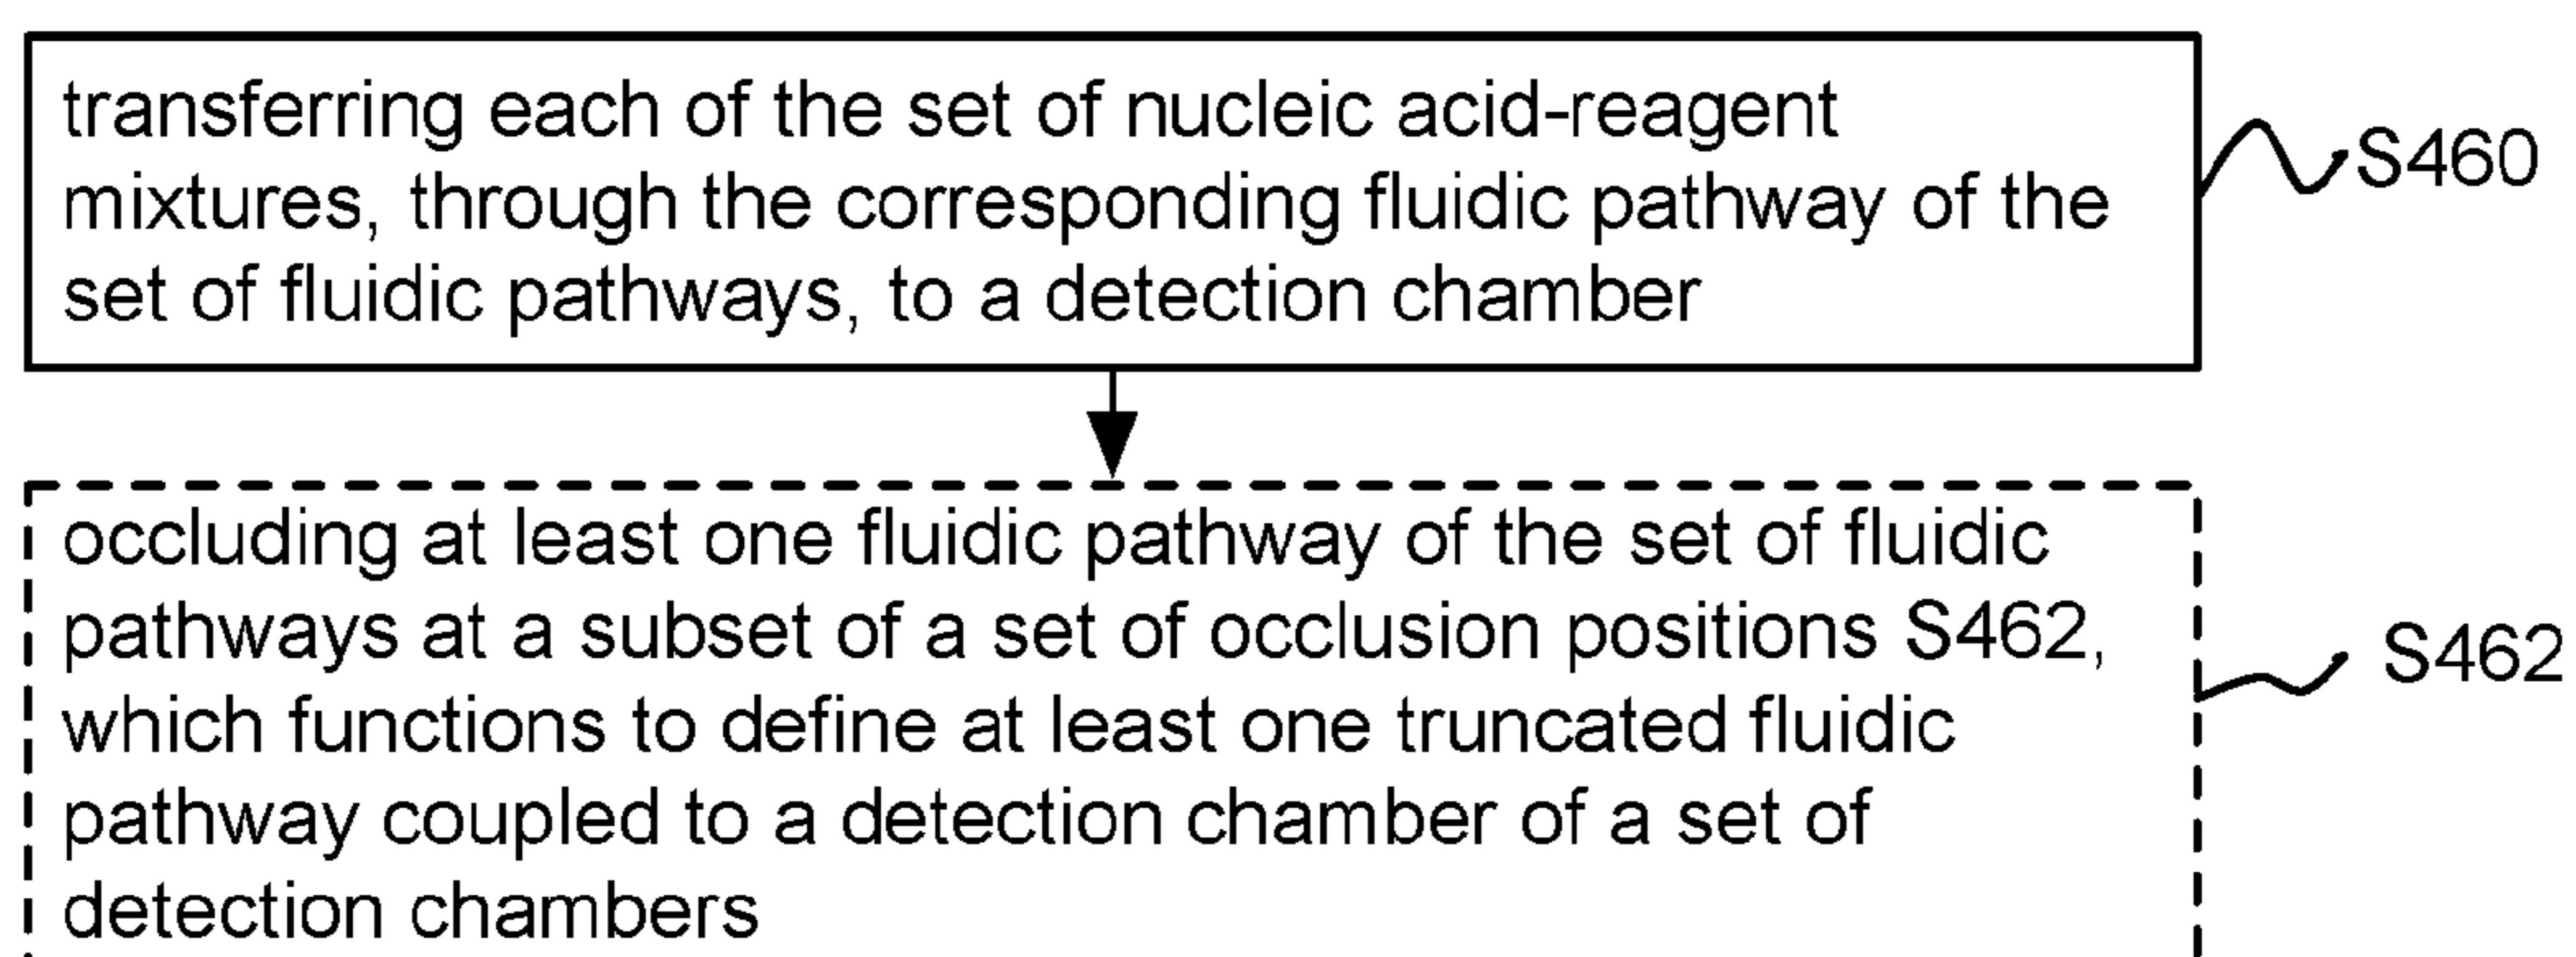 transferring each of the set of nucleic acid-reagent
mixtures, through the corresponding fluidic pathway of the
set of fluidic pathways, to a detection chamber
S460
occluding at least one fluidic pathway of the set of fluidic
pathways at a subset of a set of occlusion positions S462,
which functions to define at least one truncated fluidic
pathway coupled to a detection chamber of a set of
detection chambers
S462